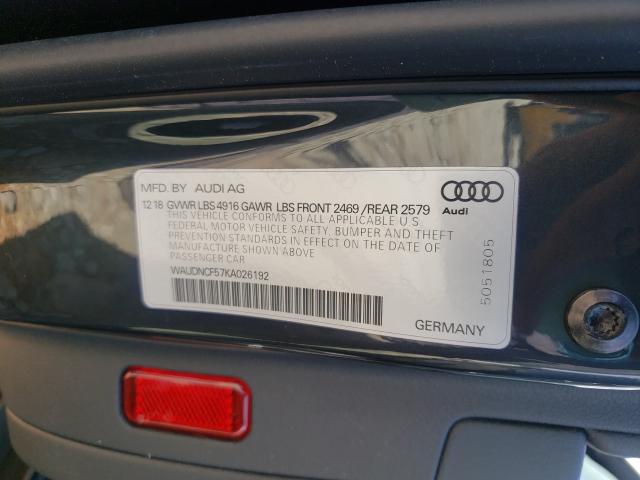 MFD. BY AUDI AG
12 18 GVWR LBS 4916 GAWR LBS FRONT 2469 /REAR 2579
THIS VEHICLE CONFORMS TO ALL APPLICABLE U.S.
FEDERAL MOTOR VEHICLE SAFETY, BUMPER AND THEFT
PREVENTION STANDARDS IN EFFECT ON THE DATE OF
MANUFACTURE SHOWN ABOVE
PASSENGER CAR
WAUDNCF57KA026192
Audi
5051805
GERMANY